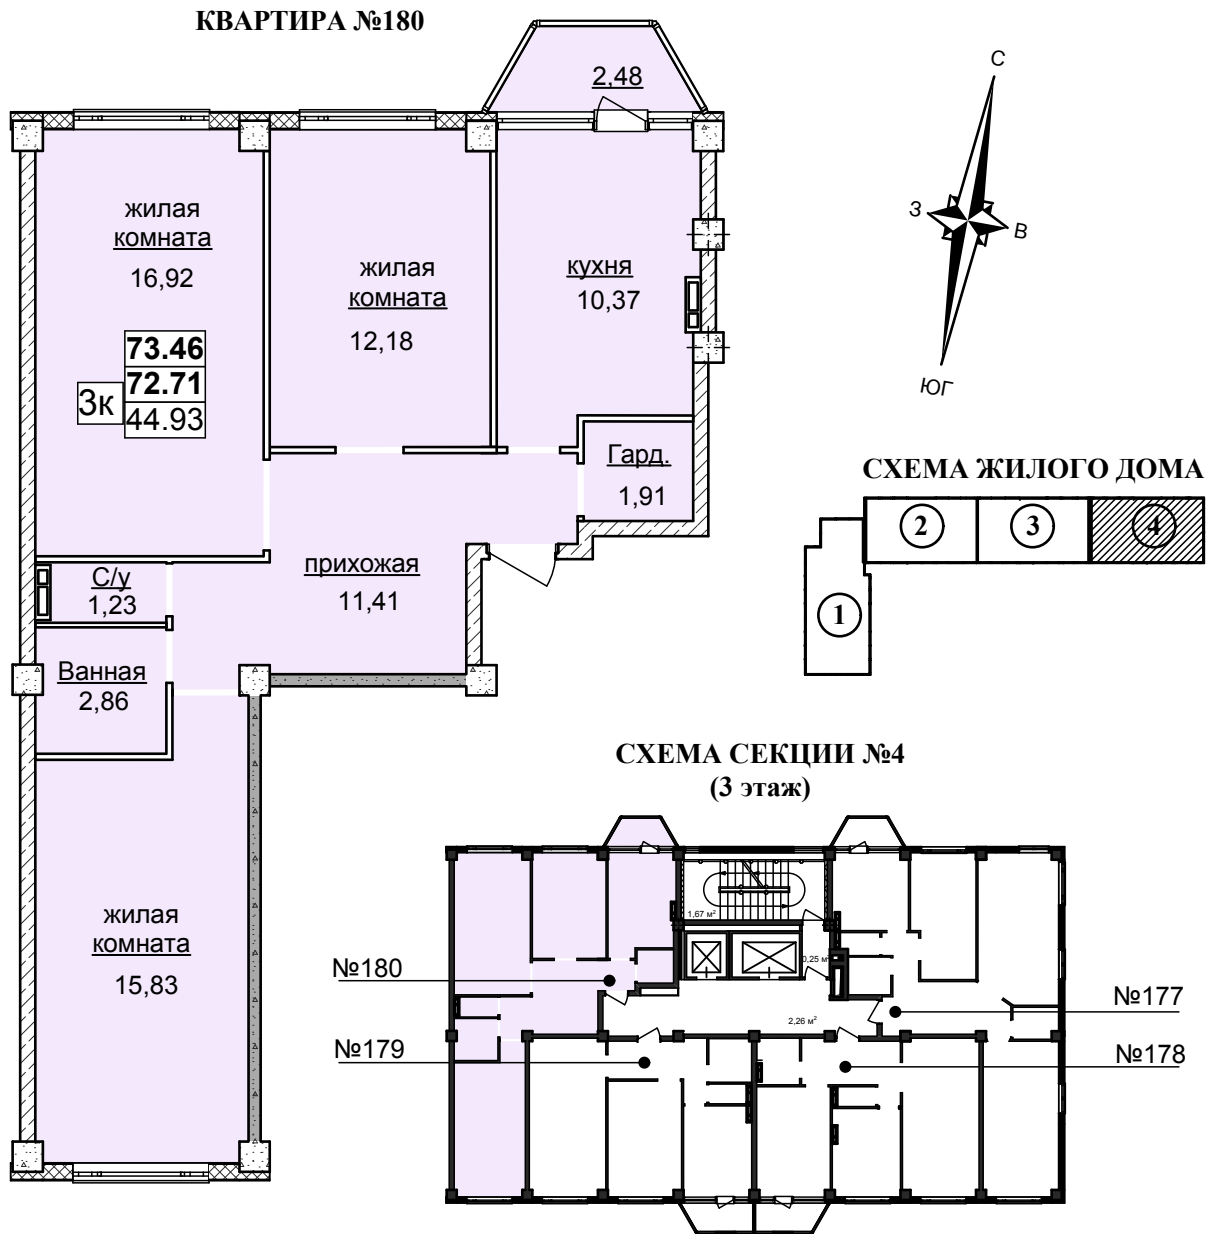 КВАРТИРА №180
2,48
жилая
комната
16,92
жилая
комната
12,18
кухня
10,37
3к
73.46
72.71
44.93
Гард.
1,91
прихожая
11,41
С/у
1,23
Ванная
2,86
жилая
комната
15,83
С
З
В
ЮГ
СХЕМА ЖИЛОГО ДОМА
2
3
4
1
СХЕМА СЕКЦИИ №4
(3 этаж)
1,67 м²
0,25 м²
2,26 м²
№180
№179
№177
№178